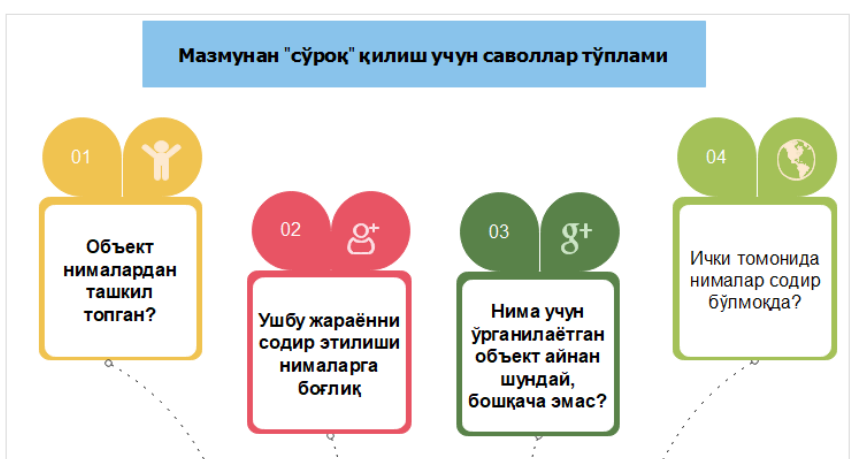 Мазмунан "сўроқ" қилиш учун саволлар тўплами
01
Объект
нималардан
ташкил
топган?
02
Ушбу жараённи
содир этилиши
нималарга
боғлиқ
03
g+
Нима учун
ўрганилаётган
объект айнан
шундай,
бошқача эмас?
04
Ички томонида
нималар содир
бўлмоқда?